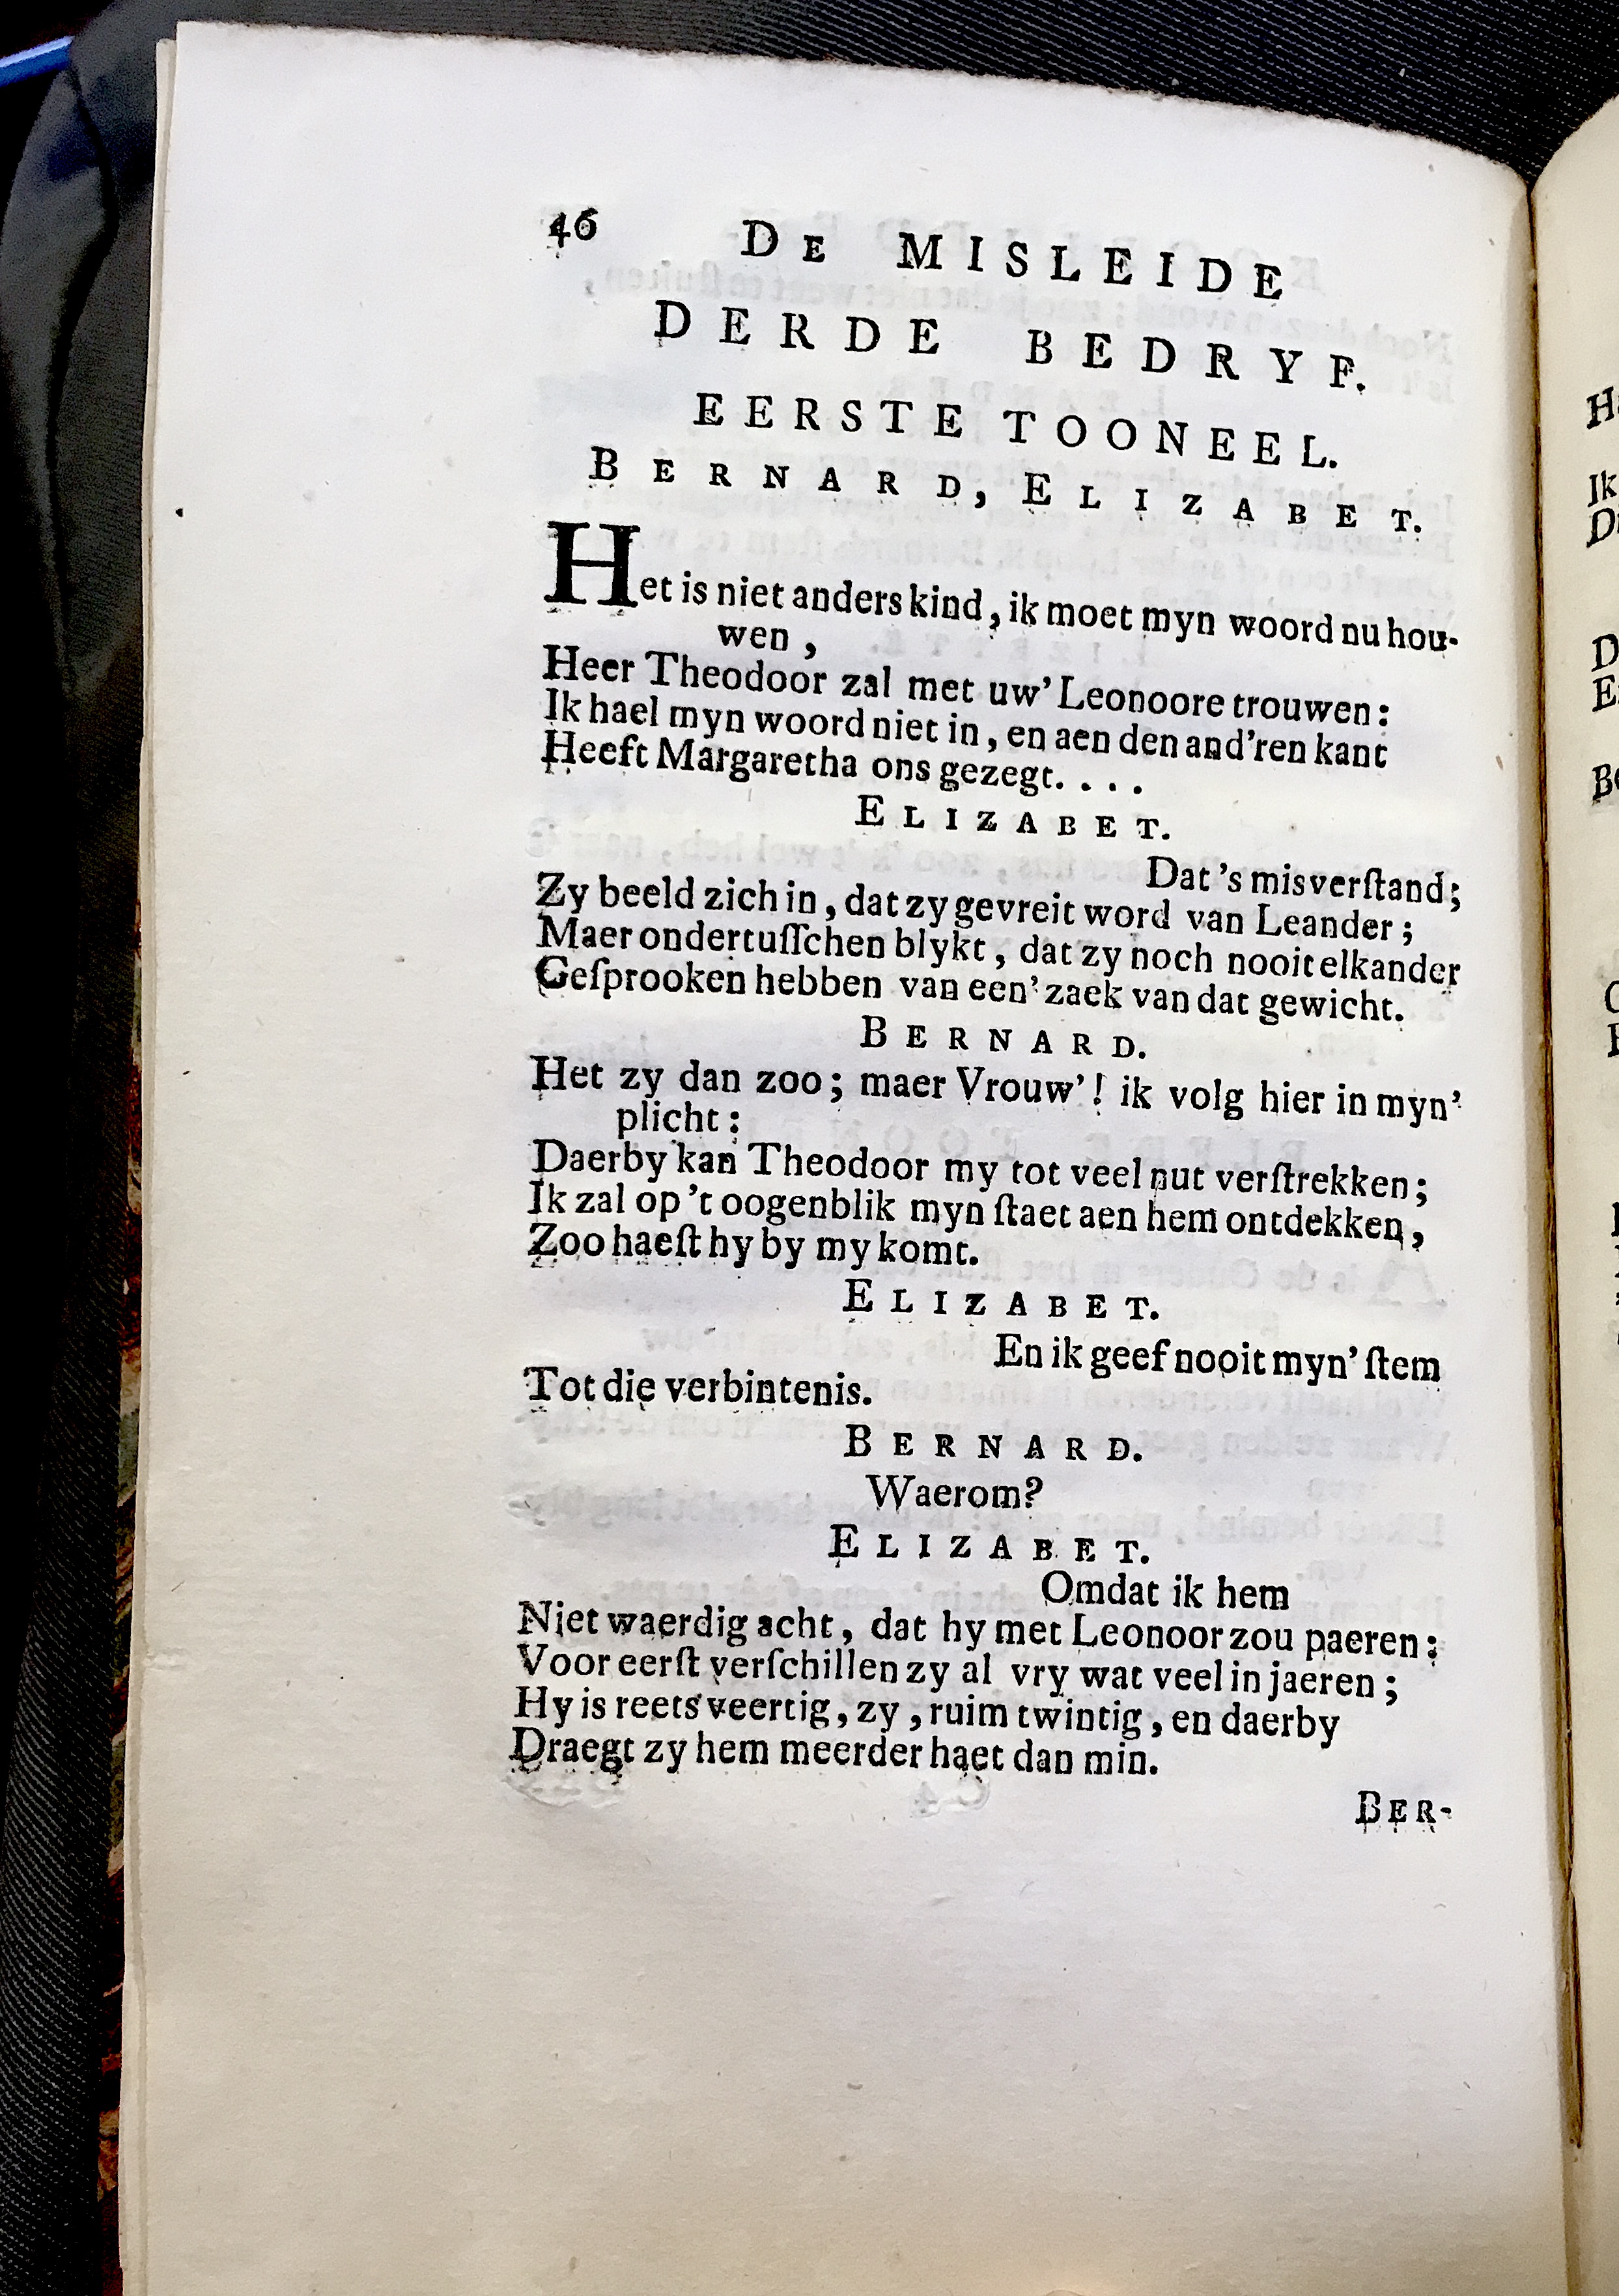 46 De MISLEIDE
DERDE BEDRYF.
EERSTE TOONEEL.
BERNARD, ELIZABET.
Het is niet anders kind, ik moet myn woord nu hou-
wen,
Heer Theodoor zal met uw' Leonoore trouwen:
Ik hael myn woord niet in, en aen den and'ren kant
Heeft Margaretha ons gezegt. . . .
ELIZABET.
Dat 's misverſtand;
Zy beeld zich in, dat zy gevreit word van Leander;
Maer ondertuſſchen blykt, dat zy noch nooit elkander
Geſprooken hebben van een' zaek van dat gewicht.
BERNARD.
Het zy dan zoo; maer Vrouw'! ik volg hier in myn'
plicht:
Daerby kan Theodoor my tot veel nut verſtrekken;
Ik zal op 't oogenblik myn ſtaet aen hem ontdekken,
Zoo haeſt hy by my komt.
ELIZABET.
En ik geef nooit myn' ſtem
Tot die verbintenis.
BERNARD.
Waerom?
ELIZABET.
Omdat ik hem
Niet waerdig acht, dat hy met Leonoor zou paeren:
Voor eerſt verſchillen zy al vry wat veel in jaeren;
Hy is reets veertig, zy, ruim twintig, en daerby
Draegt zy hem meerder haet dan min.
BER-